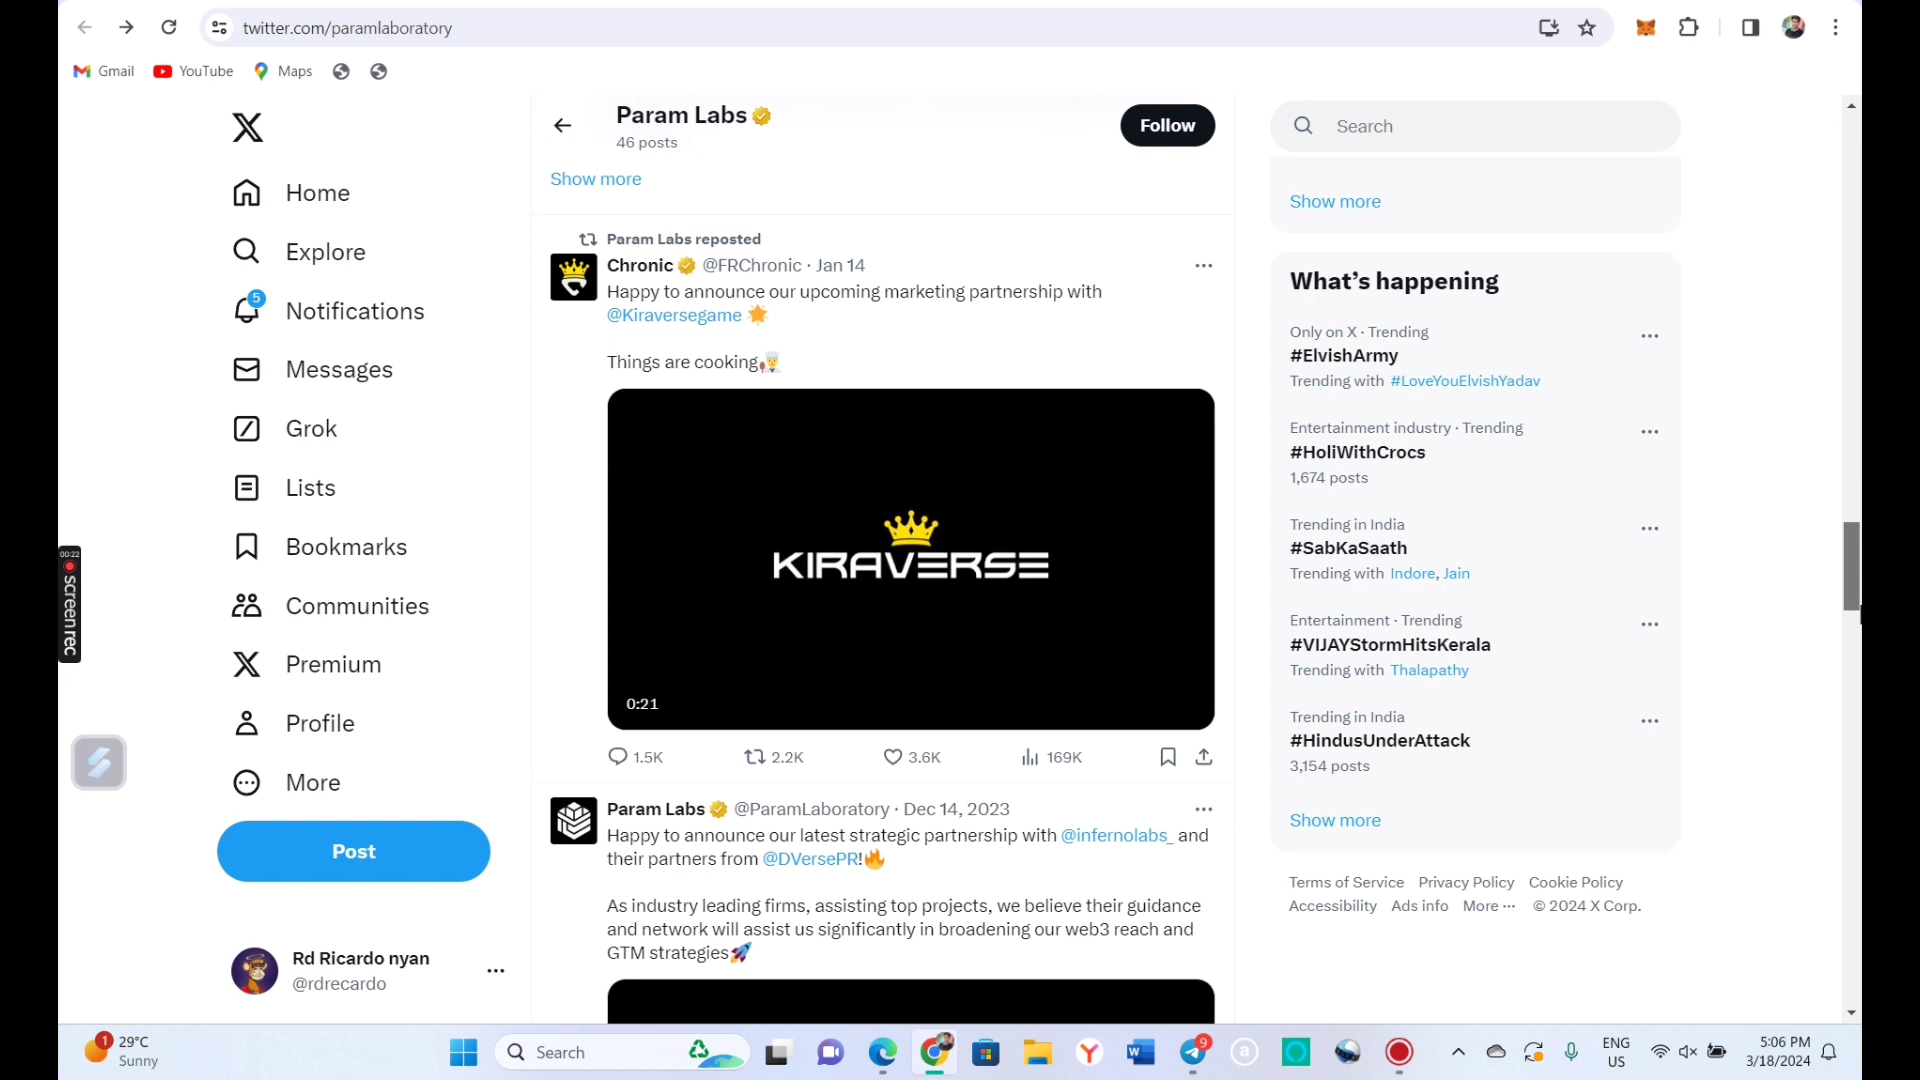 twitter.com/paramlaboratory
Gmail YouTube Maps
Home
Explore
5
Notifications
Messages
Grok
Lists
Bookmarks
Communities
Premium
Profile
More
Post
Rd Ricardo nyan
@rdrecardo
00:22
screen rec
Param Labs
46 posts
Follow
Show more
Param Labs reposted
Chronic @FRChronic · Jan 14
Happy to announce our upcoming marketing partnership with
@Kiraversegame
Things are cooking
KIRAVERSE
0:21
1.5K 2.2K 3.6K 169K
Param Labs @ParamLaboratory · Dec 14, 2023
Happy to announce our latest strategic partnership with @infernolabs_ and
their partners from @DVersePR!
As industry leading firms, assisting top projects, we believe their guidance
and network will assist us significantly in broadening our web3 reach and
GTM strategies
Search
Show more
What's happening
Only on X · Trending
#ElvishArmy
Trending with #LoveYouElvishYadav
Entertainment industry · Trending
#HoliWithCrocs
1,674 posts
Trending in India
#SabKaSaath
Trending with Indore, Jain
Entertainment · Trending
#VIJAYStormHitsKerala
Trending with Thalapathy
Trending in India
#HindusUnderAttack
3,154 posts
Show more
Terms of Service Privacy Policy Cookie Policy
Accessibility Ads info More ··· © 2024 X Corp.
1
29°C
Sunny
Search
9
ENG
US
5:06 PM
3/18/2024